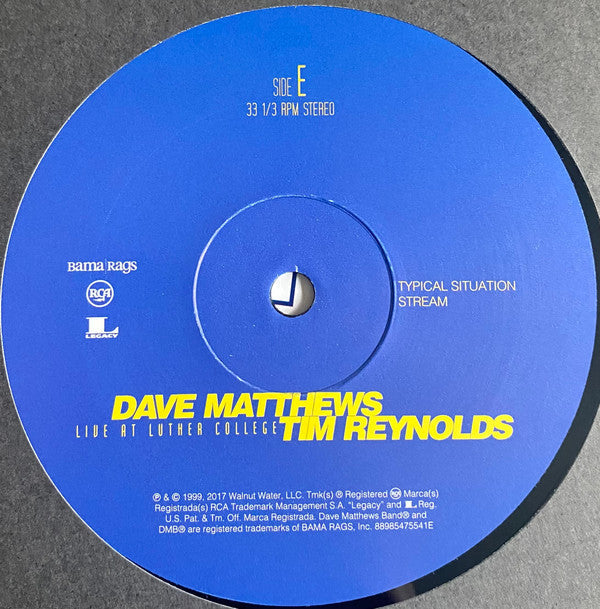 SIDE E
33 1/3 RPM STEREO
Bama Rags
RCA
L
LEGACY
TYPICAL SITUATION
STREAM
DAVE MATTHEWS
LIVE AT LUTHER COLLEGE TIM REYNOLDS
℗ & © 1999, 2017 Walnut Water, LLC. Tmk(s) ® Registered RCA Marca(s)
Registrada(s) RCA Trademark Management S.A. "Legacy" and L Reg.
U.S. Pat. & Tm. Off. Marca Registrada. Dave Matthews Band® and
DMB® are registered trademarks of BAMA RAGS, Inc. 88985475541E